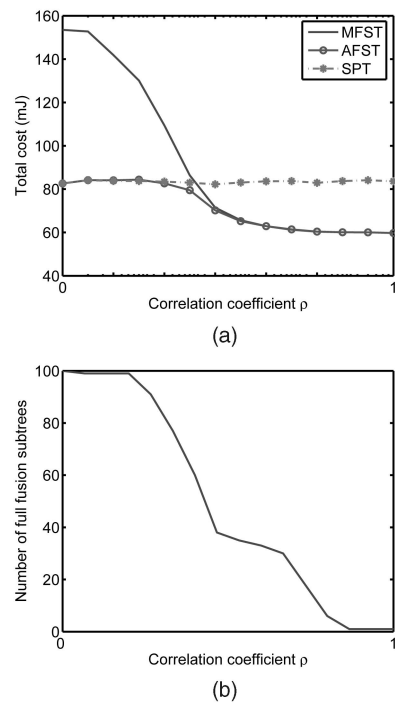 160
140
120
100
80
60
40
Total cost (mJ)
MFST
AFST
SPT
0
1
Correlation coefficient ρ
(a)
100
80
60
40
20
0
Number of full fusion subtrees
0
1
Correlation coefficient ρ
(b)